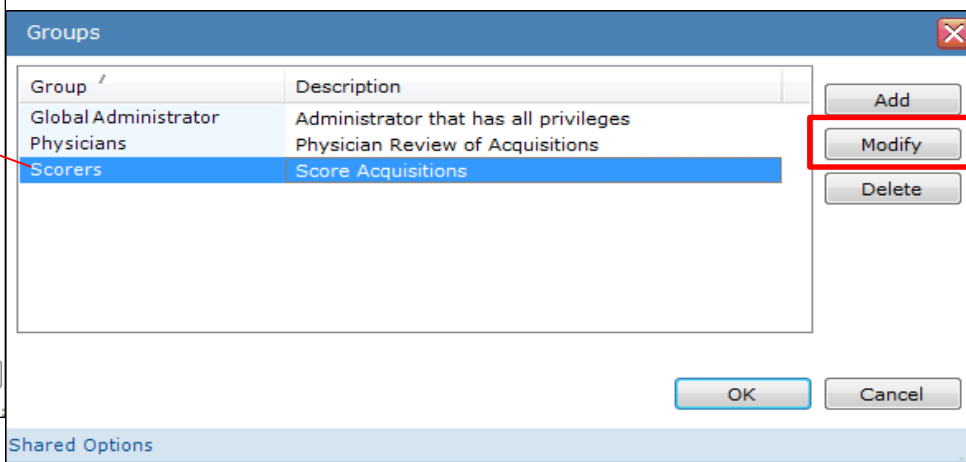 Groups
Group Description
Global Administrator Administrator that has all privileges
Physicians Physician Review of Acquisitions
Scorers Score Acquisitions
Add
Modify
Delete
OK Cancel
Shared Options